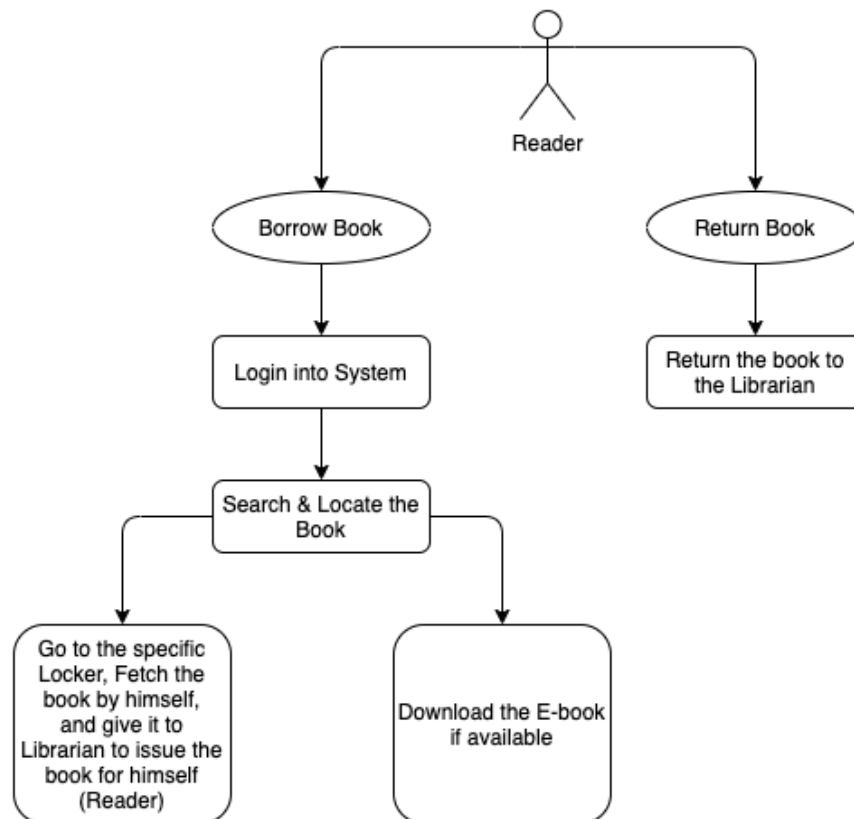 Reader
Borrow Book
Return Book
Login into System
Return the book to
the Librarian
Search & Locate the
Book
Go to the specific
Locker, Fetch the
book by himself,
and give it to
Librarian to issue the
book for himself
(Reader)
Download the E-book
if available